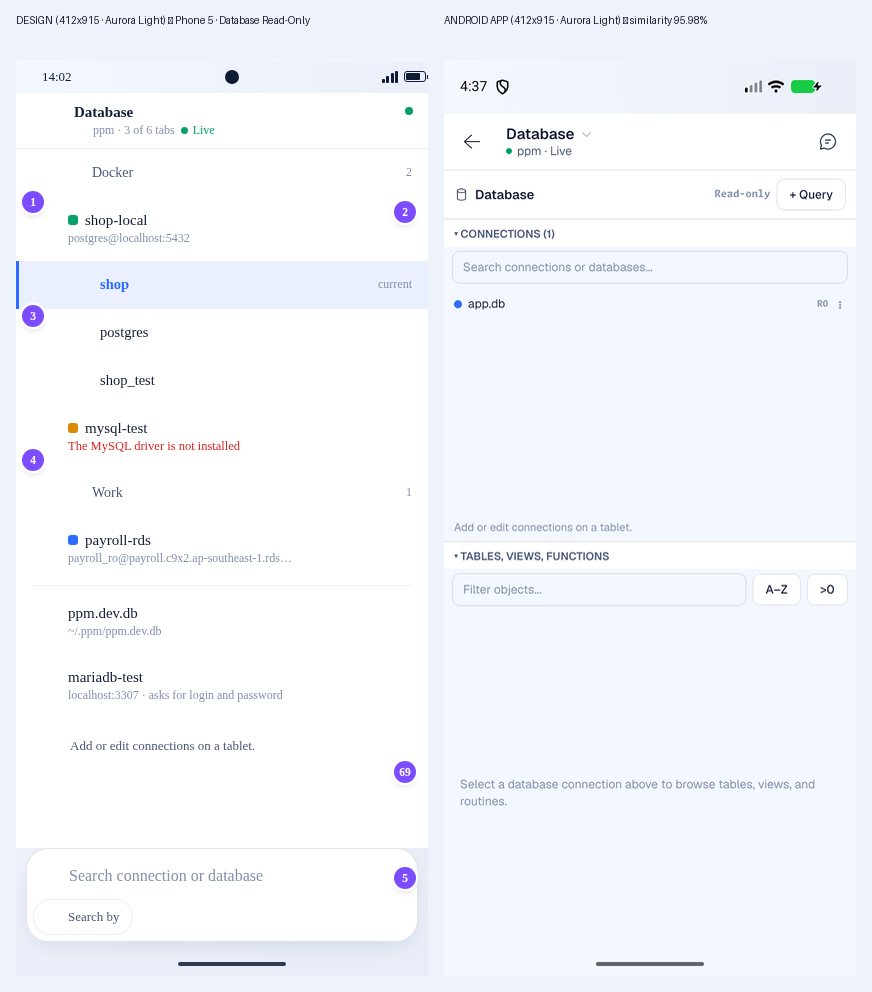 DESIGN (412x915 · Aurora Light) Phone 5 · Database Read-Only
14:02
Database
ppm · 3 of 6 tabs Live
Docker 2
1
2
shop-local
postgres@localhost:5432
shop current
3
postgres
shop_test
mysql-test
The MySQL driver is not installed
4
Work 1
payroll-rds
payroll_ro@payroll.c9x2.ap-southeast-1.rds…
ppm.dev.db
~/.ppm/ppm.dev.db
mariadb-test
localhost:3307 · asks for login and password
Add or edit connections on a tablet.
69
Search connection or database
5
Search by
ANDROID APP (412x915 · Aurora Light) similarity 95.98%
4:37
Database
ppm · Live
Database Read-only + Query
CONNECTIONS (1)
Search connections or databases...
app.db RO
Add or edit connections on a tablet.
TABLES, VIEWS, FUNCTIONS
Filter objects... A–Z >0
Select a database connection above to browse tables, views, and
routines.